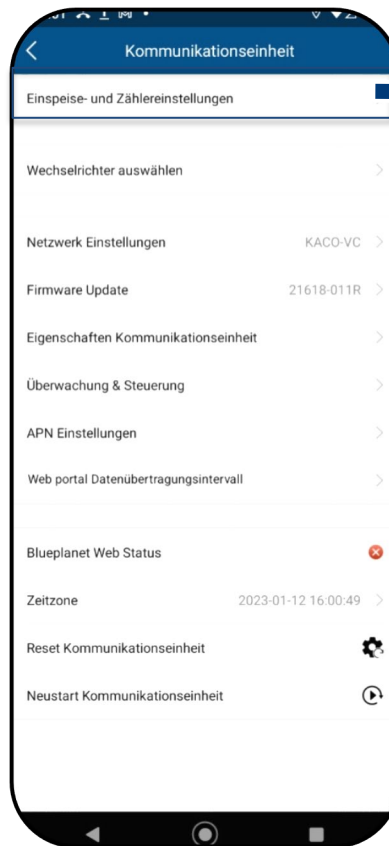 Kommunikationseinheit
Einspeise- und Zählereinstellungen
Wechselrichter auswählen
Netzwerk Einstellungen KACO-VC
Firmware Update 21618-011R
Eigenschaften Kommunikationseinheit
Überwachung & Steuerung
APN Einstellungen
Web portal Datenübertragungsintervall
Blueplanet Web Status
Zeitzone 2023-01-12 16:00:49
Reset Kommunikationseinheit
Neustart Kommunikationseinheit